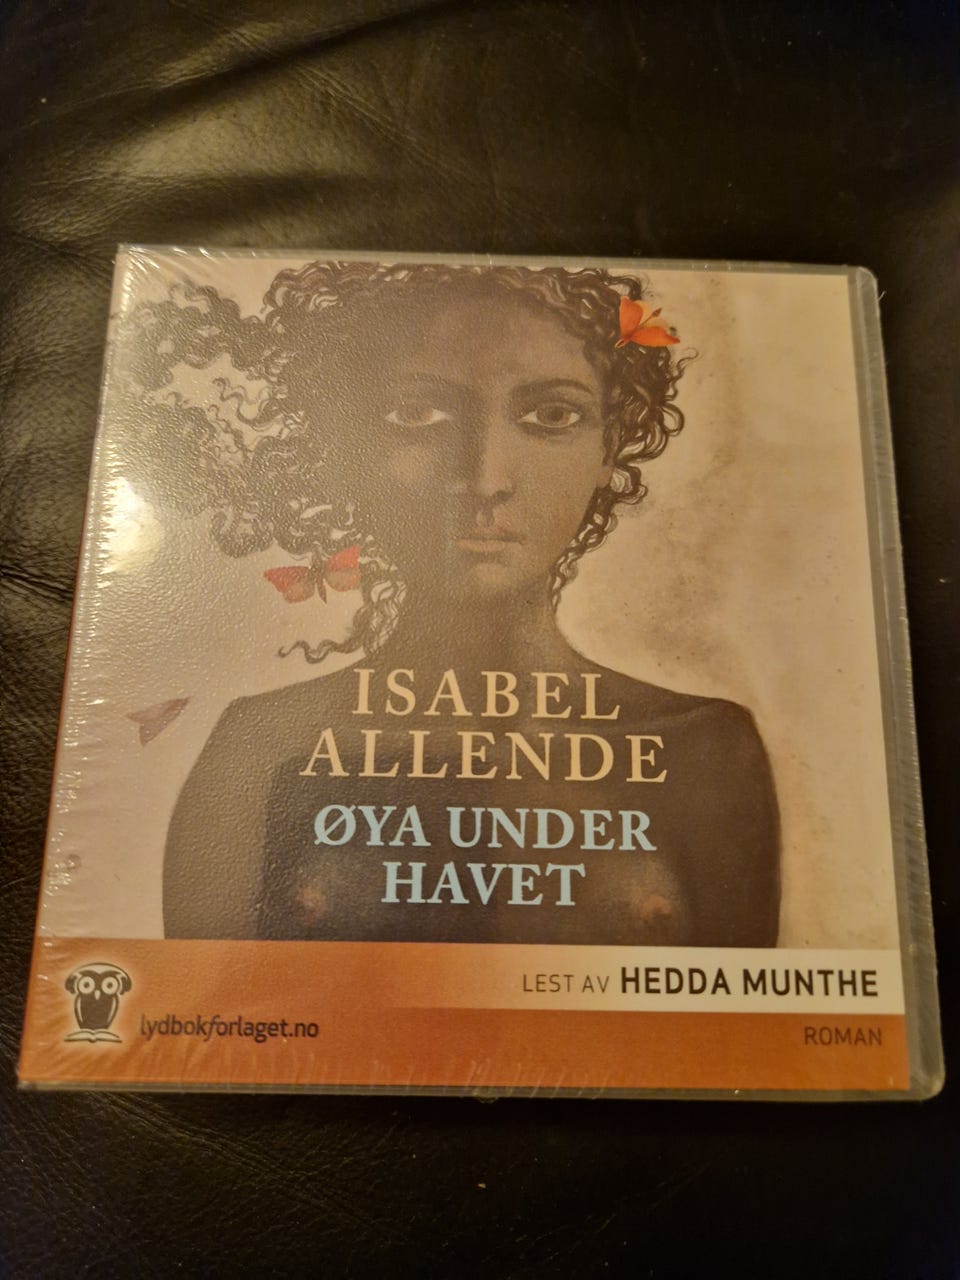 ISABEL
ALLENDE
ØYA UNDER
HAVET
LEST AV HEDDA MUNTHE
lydbokforlaget.no
ROMAN